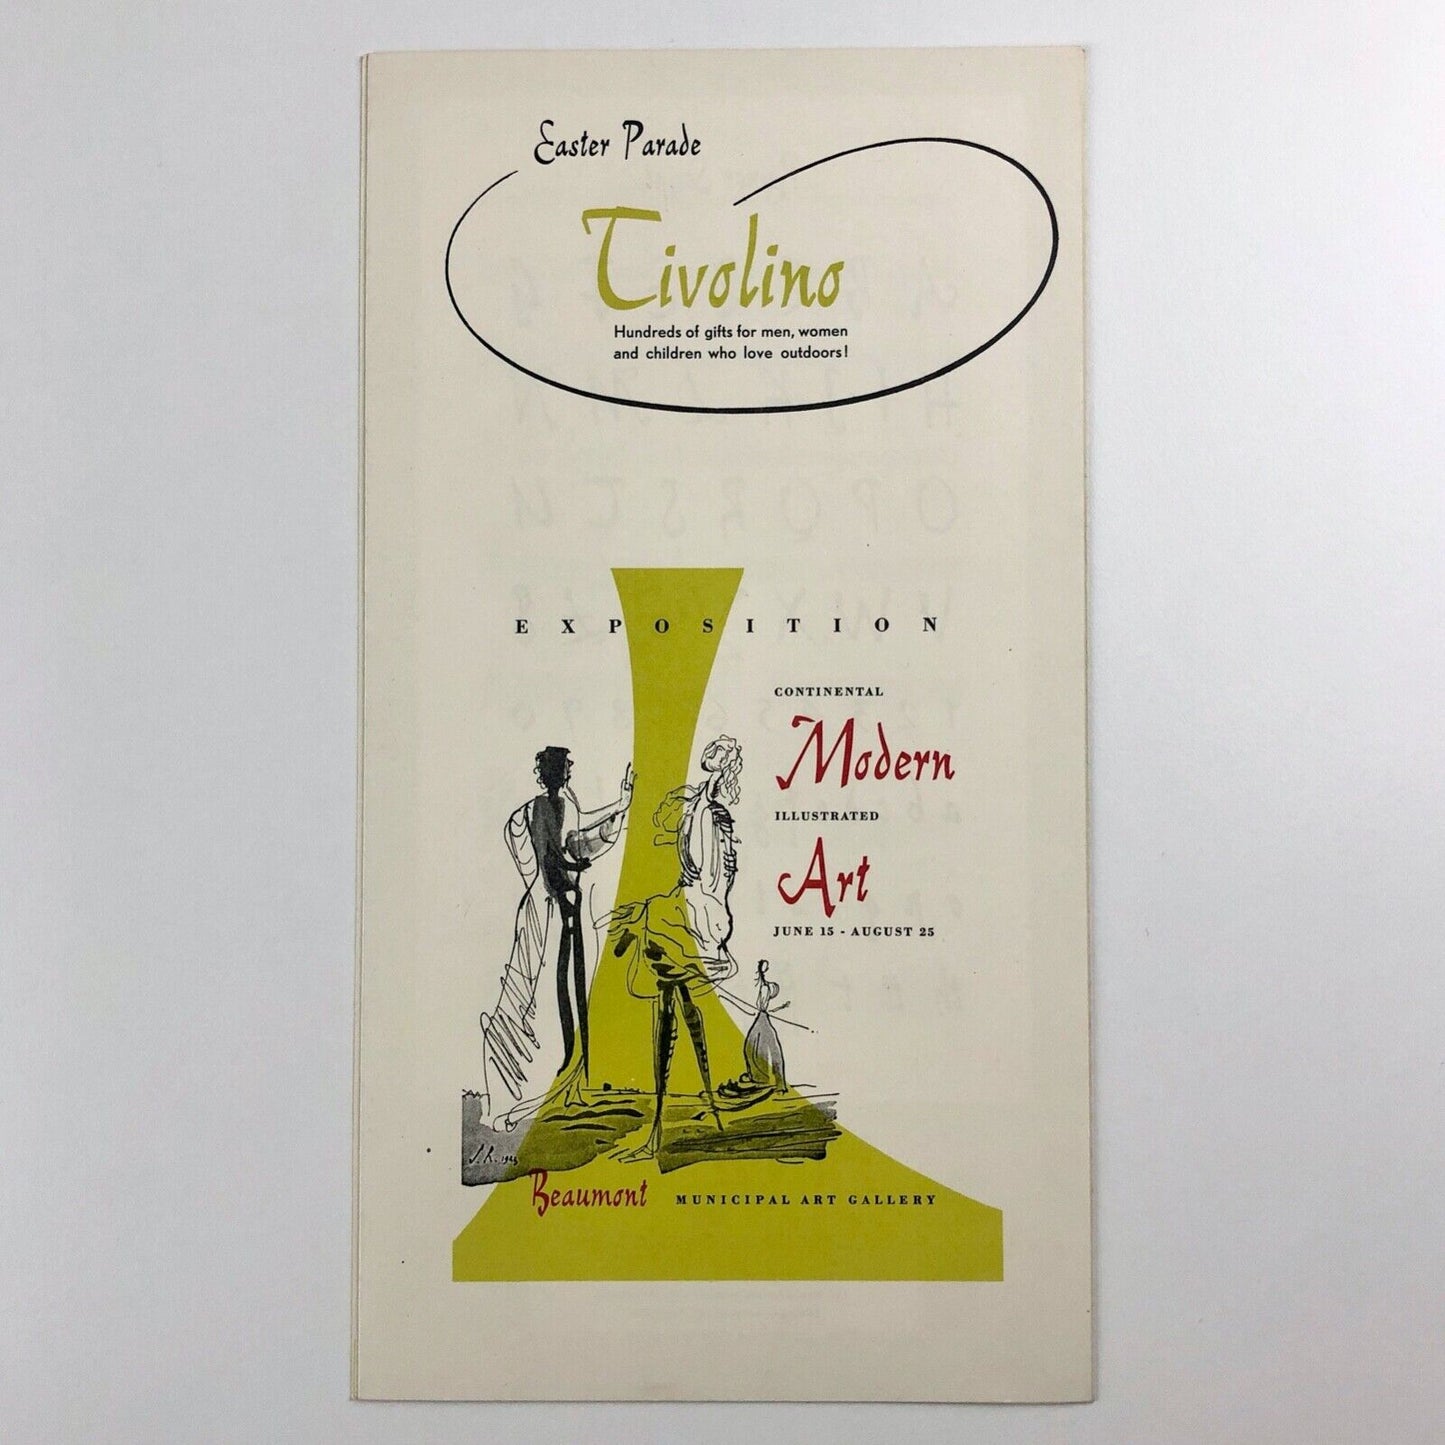 Easter Parade
Tivolino
Hundreds of gifts for men, women
and children who love outdoors!
EXPOSITION
CONTINENTAL
Modern
ILLUSTRATED
Art
JUNE 15 - AUGUST 25
Beaumont MUNICIPAL ART GALLERY